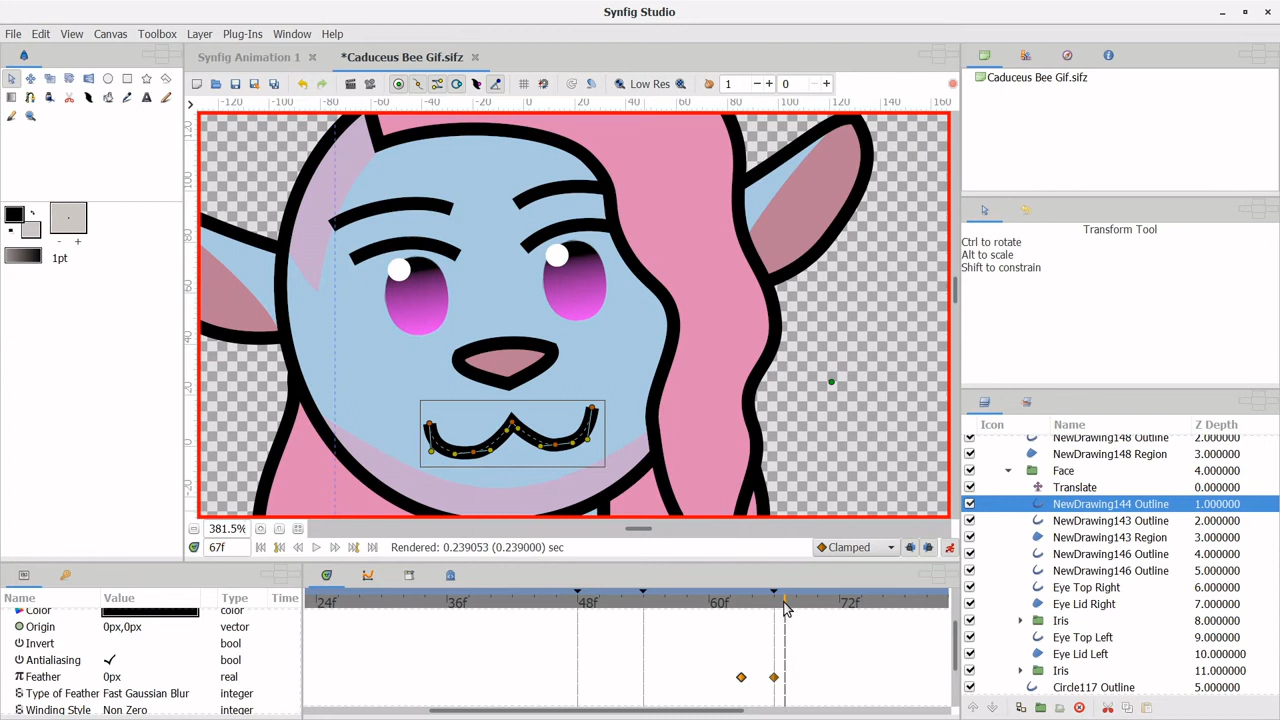 Synfig Studio
File Edit View Canvas Toolbox Layer Plug-Ins Window Help
Synfig Animation 1 *Caduceus Bee Gif.sifz
Low Res 1 0
-120 -100 -80 -60 -40 -20 0 20 40 60 80 100 120 140 160
1pt
381.5%
67f Rendered: 0.239053 (0.239000) sec Clamped
Caduceus Bee Gif.sifz
Transform Tool
Ctrl to rotate
Alt to scale
Shift to constrain
Icon Name Z Depth
NewDrawing148 Outline 2.000000
NewDrawing148 Region 3.000000
Face 4.000000
Translate 0.000000
NewDrawing144 Outline 1.000000
NewDrawing143 Outline 2.000000
NewDrawing143 Region 3.000000
NewDrawing146 Outline 4.000000
NewDrawing146 Outline 5.000000
Eye Top Right 6.000000
Eye Lid Right 7.000000
Iris 8.000000
Eye Top Left 9.000000
Eye Lid Left 10.000000
Iris 11.000000
Circle117 Outline 5.000000
Name Value Type Time
Color color
Origin 0px,0px vector
Invert bool
Antialiasing bool
Feather 0px real
Type of Feather Fast Gaussian Blur integer
Winding Style Non Zero integer
24f 36f 48f 60f 72f